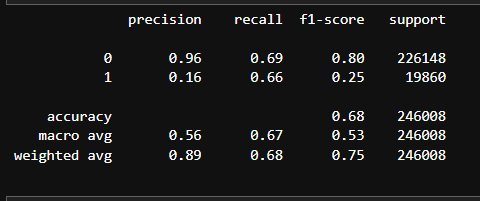 precision recall f1-score support
0 0.96 0.69 0.80 226148
1 0.16 0.66 0.25 19860
accuracy 0.68 246008
macro avg 0.56 0.67 0.53 246008
weighted avg 0.89 0.68 0.75 246008